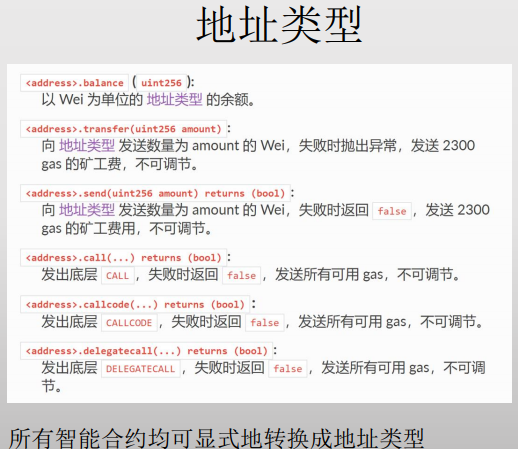 地址类型
<address>.balance ( uint256 ):
以 Wei 为单位的 地址类型 的余额。
<address>.transfer(uint256 amount) :
向 地址类型 发送数量为 amount 的 Wei，失败时抛出异常，发送 2300
gas 的矿工费，不可调节。
<address>.send(uint256 amount) returns (bool) :
向 地址类型 发送数量为 amount 的 Wei，失败时返回 false ，发送 2300
gas 的矿工费用，不可调节。
<address>.call(...) returns (bool) :
发出底层 CALL ，失败时返回 false ，发送所有可用 gas，不可调节。
<address>.callcode(...) returns (bool) :
发出底层 CALLCODE ，失败时返回 false ，发送所有可用 gas，不可调节。
<address>.delegatecall(...) returns (bool) :
发出底层 DELEGATECALL ，失败时返回 false ，发送所有可用 gas，不可调
节。
所有智能合约均可显式地转换成地址类型